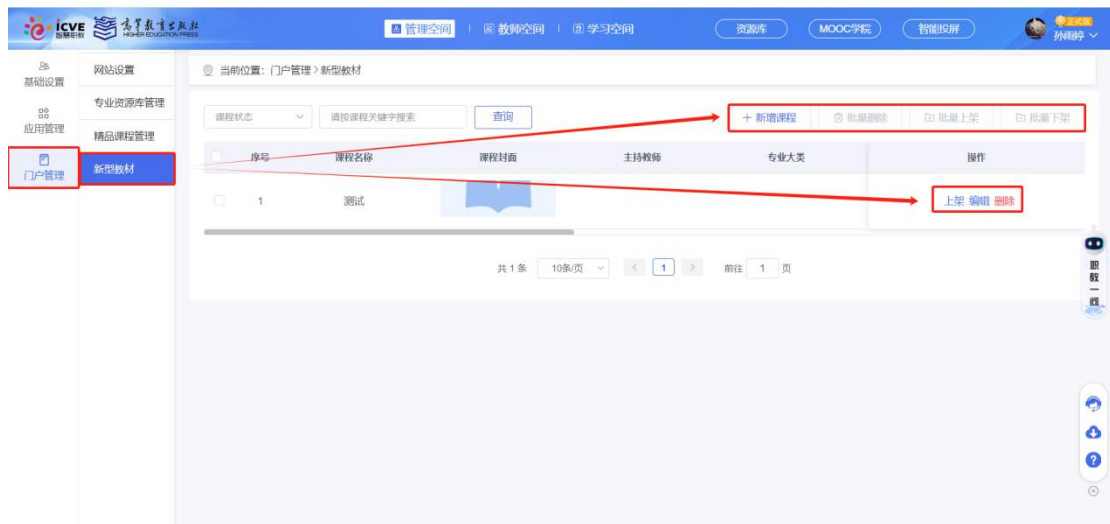 icve 智慧职教 高等教育出版社 HIGHER EDUCATION PRESS 管理空间 教师空间 学习空间 资源库 MOOC学院 智能投屏 正式版
孙雨婷
基础设置
应用管理
门户管理
网站设置
专业资源库管理
精品课程管理
新型教材
当前位置：门户管理>新型教材
课程状态 请按课程关键字搜索 查询 + 新增课程 批量删除 批量上架 批量下架
序号 课程名称 课程封面 主持教师 专业大类 操作
1 测试 上架 编辑 删除
共 1 条 10条/页 < 1 > 前往 1 页
职教一问